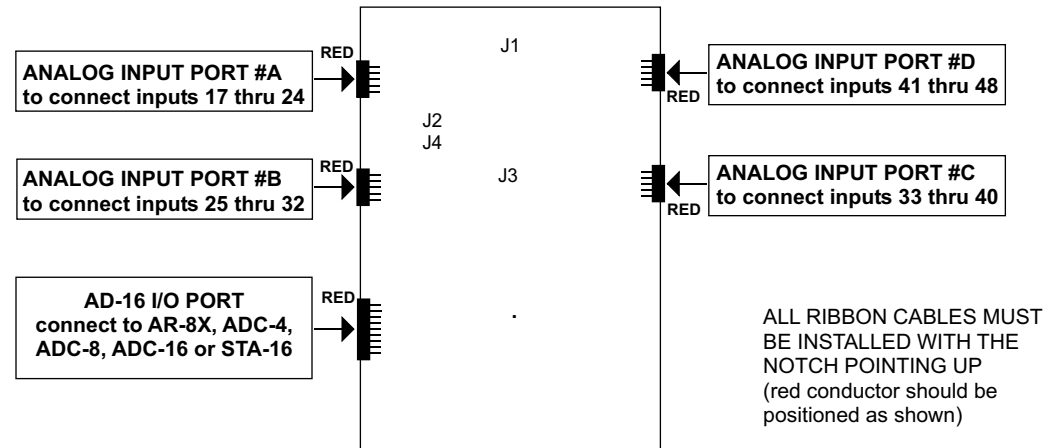 J1
RED
ANALOG INPUT PORT #A
to connect inputs 17 thru 24
ANALOG INPUT PORT #D
to connect inputs 41 thru 48
RED
J2
J4
RED
ANALOG INPUT PORT #B
to connect inputs 25 thru 32
J3
ANALOG INPUT PORT #C
to connect inputs 33 thru 40
RED
RED
AD-16 I/O PORT
connect to AR-8X, ADC-4,
ADC-8, ADC-16 or STA-16
.
ALL RIBBON CABLES MUST
BE INSTALLED WITH THE
NOTCH POINTING UP
(red conductor should be
positioned as shown)